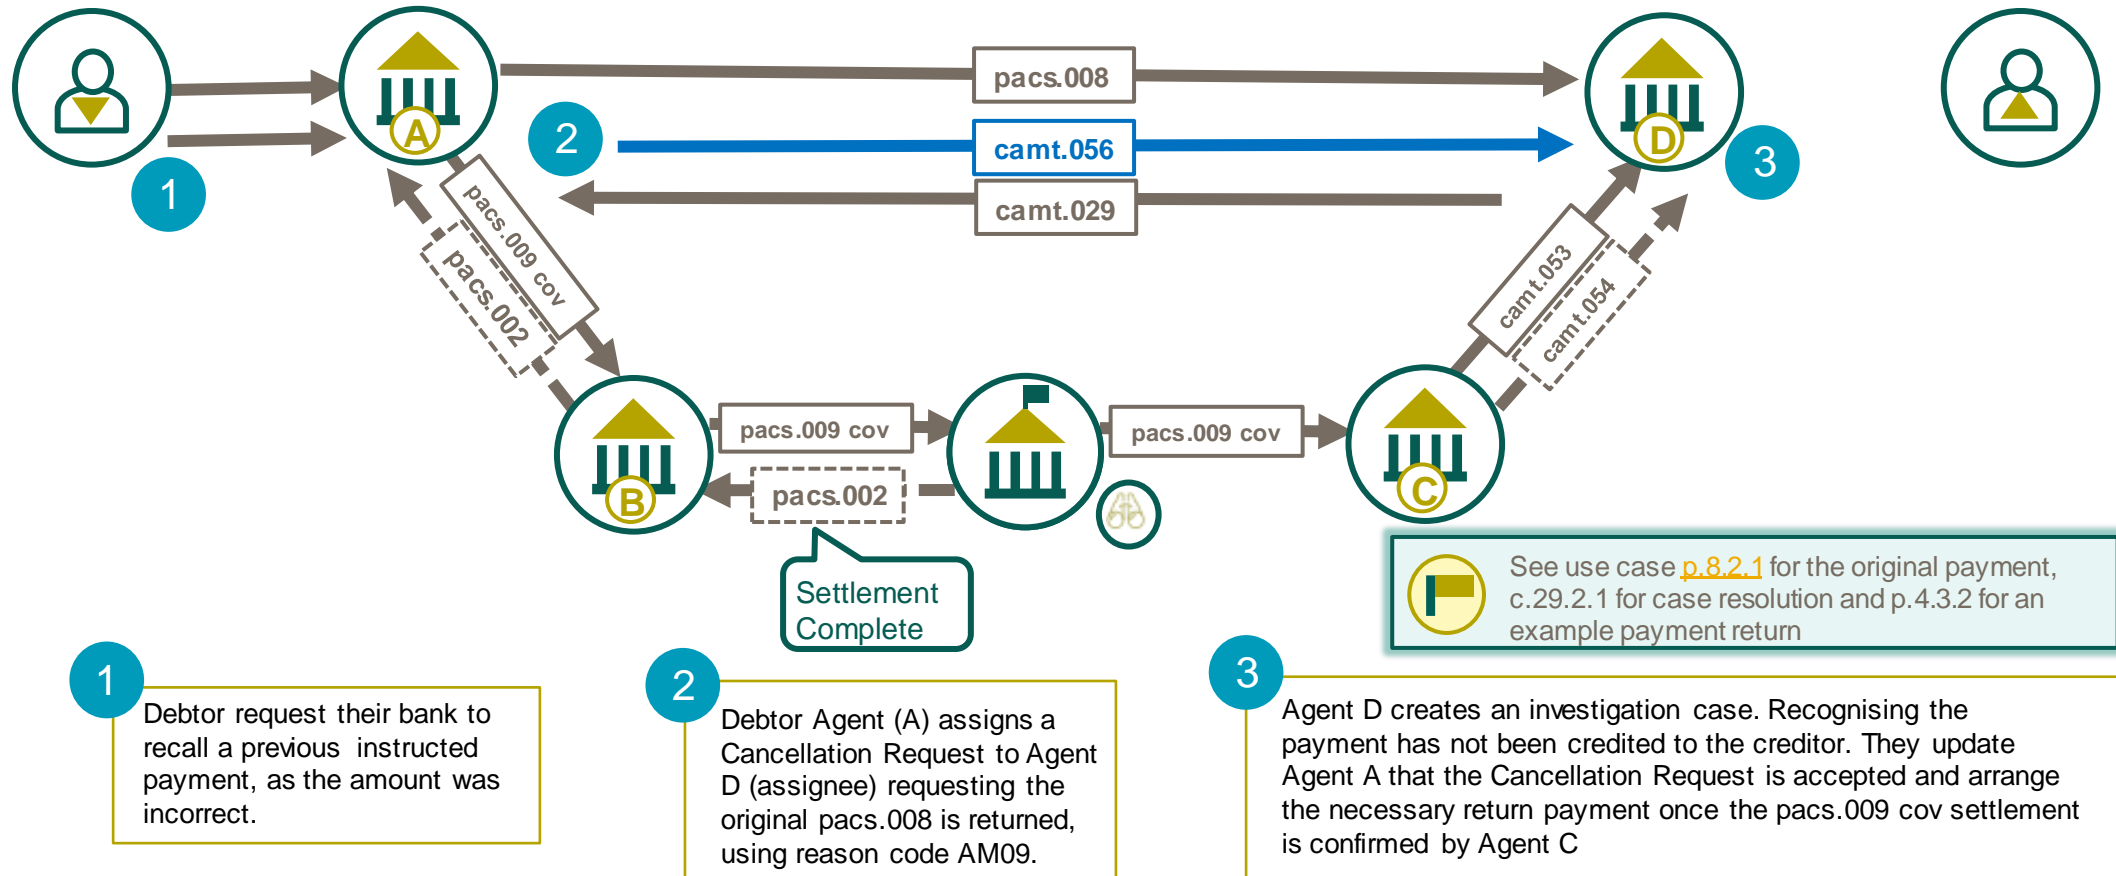 pacs.008
A
D
2
camt.056
3
1
camt.029
pacs.009 cov
pacs.002
camt.053
camt.054
pacs.009 cov
pacs.009 cov
pacs.002
B
C
Settlement
Complete
See use case p.8.2.1 for the original payment,
c.29.2.1 for case resolution and p.4.3.2 for an
example payment return
1
Debtor request their bank to
recall a previous instructed
payment, as the amount was
incorrect.
2
Debtor Agent (A) assigns a
Cancellation Request to Agent
D (assignee) requesting the
original pacs.008 is returned,
using reason code AM09.
3
Agent D creates an investigation case. Recognising the
payment has not been credited to the creditor. They update
Agent A that the Cancellation Request is accepted and arrange
the necessary return payment once the pacs.009 cov settlement
is confirmed by Agent C